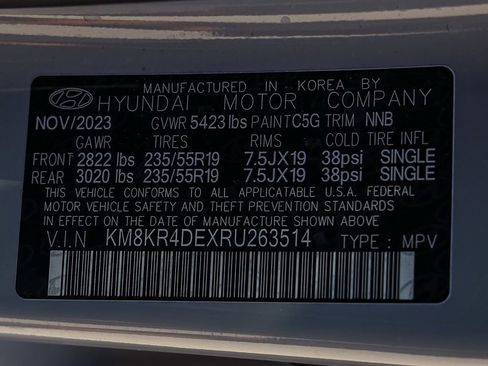 MANUFACTURED IN KOREA BY
HYUNDAI MOTOR COMPANY
NOV/2023 GVWR 5423 lbs PAINT C5G TRIM NNB
GAWR TIRES RIMS COLD TIRE INFL
FRONT 2822 lbs 235/55R19 7.5JX19 38psi SINGLE
REAR 3020 lbs 235/55R19 7.5JX19 38psi SINGLE
THIS VEHICLE CONFORMS TO ALL APPLICABLE U.S.A. FEDERAL
MOTOR VEHICLE SAFETY AND THEFT PREVENTION STANDARDS
IN EFFECT ON THE DATE OF MANUFACTURE SHOWN ABOVE
V.I.N KM8KR4DEXRU263514 TYPE : MPV